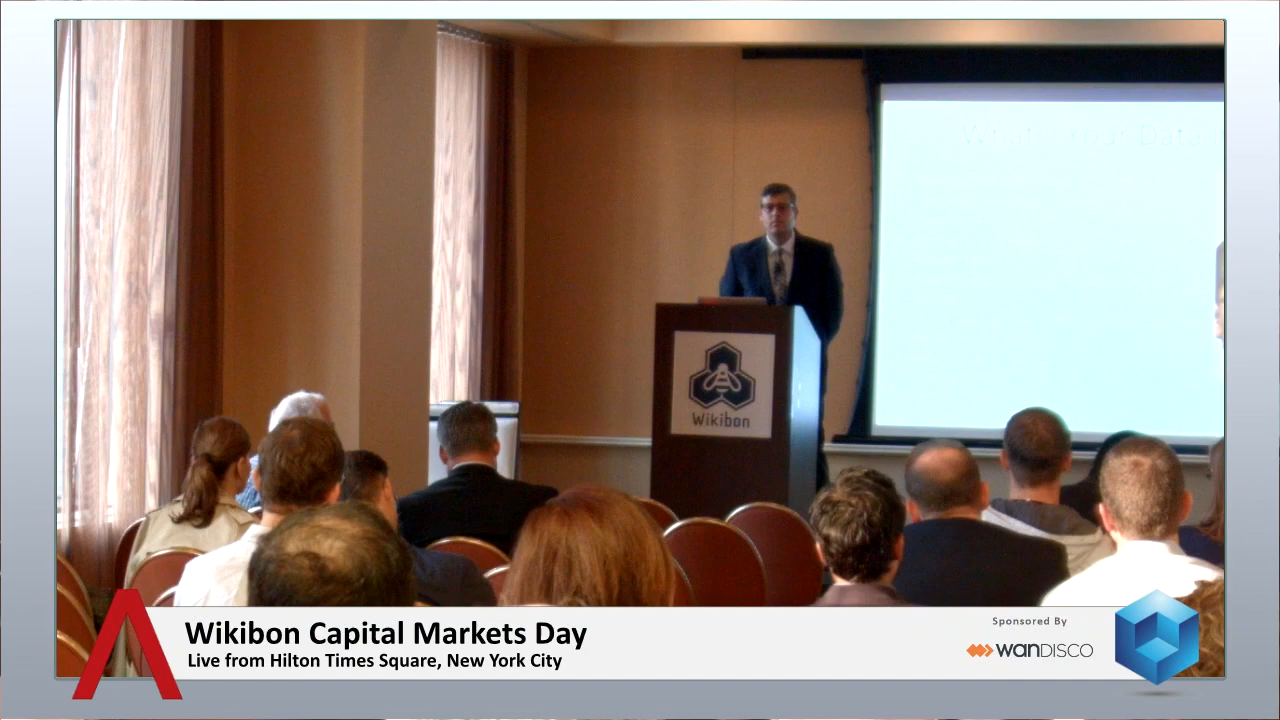 Wikibon
Wikibon Capital Markets Day
Live from Hilton Times Square, New York City
Sponsored By
WANDISCO